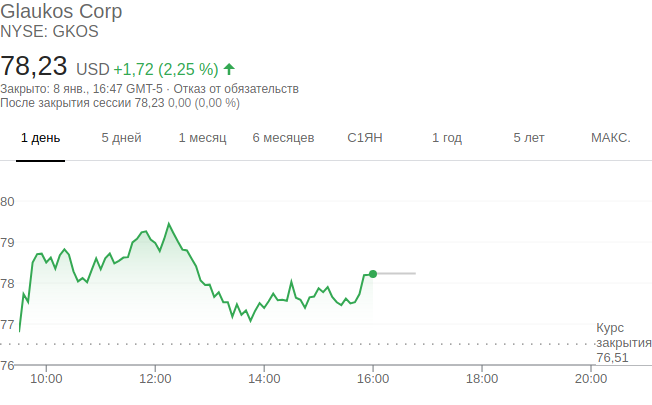 Glaukos Corp
NYSE: GKOS
78,23 USD +1,72 (2,25 %)
Закрыто: 8 янв., 16:47 GMT-5 · Отказ от обязательств
После закрытия сессии 78,23 0,00 (0,00 %)
1 день 5 дней 1 месяц 6 месяцев С1ЯН 1 год 5 лет МАКС.
80
79
78
77
Курс
закрытия
76,51
76
10:00 12:00 14:00 16:00 18:00 20:00